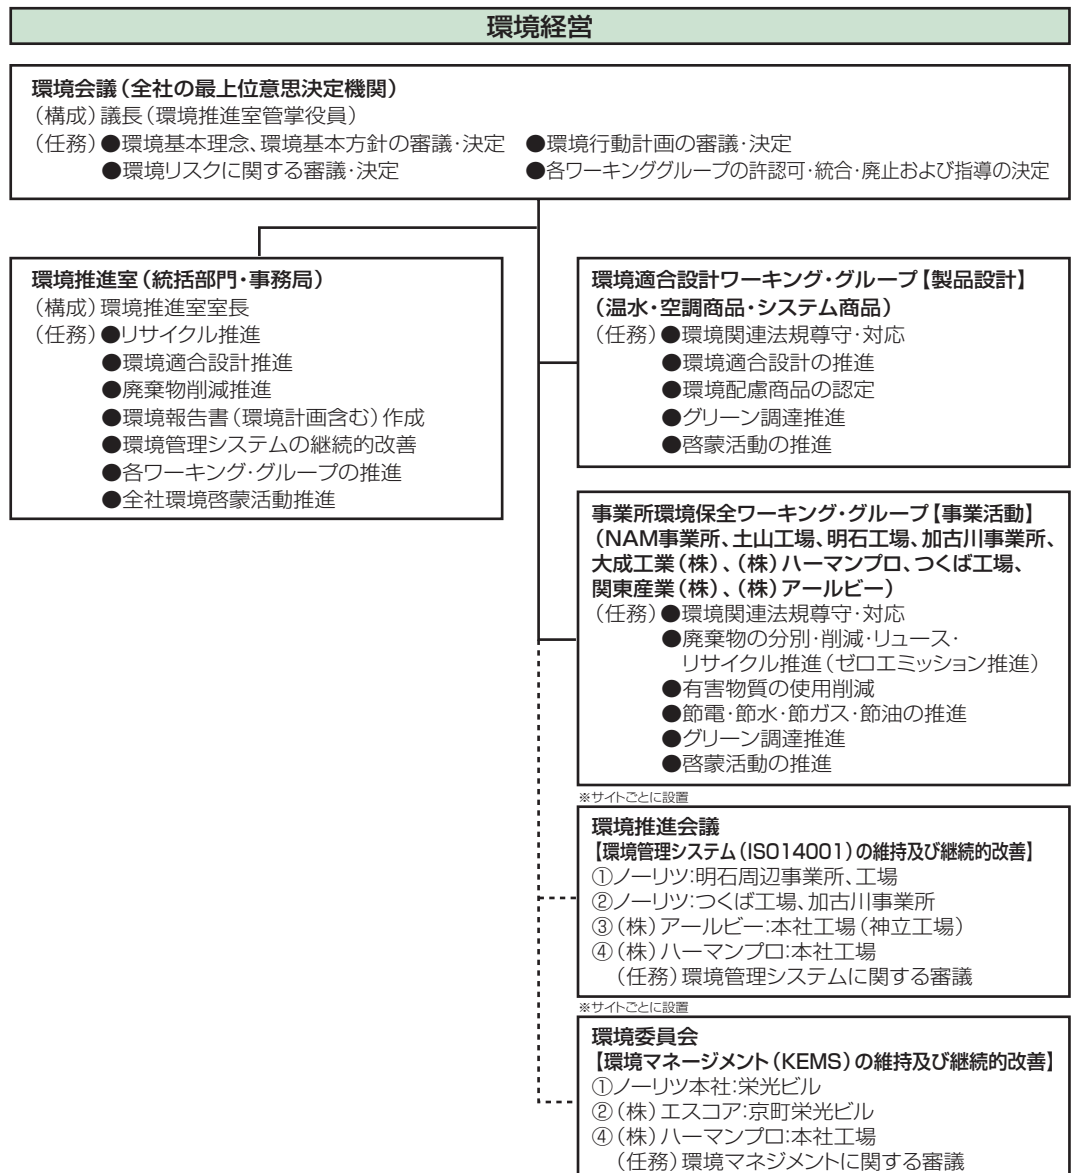 環境経営
環境会議（全社の最上位意思決定機関）
（構成）議長（環境推進室管掌役員）
（任務）●環境基本理念、環境基本方針の審議・決定　●環境行動計画の審議・決定
●環境リスクに関する審議・決定　●各ワーキンググループの許認可・統合・廃止および指導の決定
環境推進室（統括部門・事務局）
（構成）環境推進室室長
（任務）●リサイクル推進
●環境適合設計推進
●廃棄物削減推進
●環境報告書（環境計画含む）作成
●環境管理システムの継続的改善
●各ワーキング・グループの推進
●全社環境啓蒙活動推進
環境適合設計ワーキング・グループ【製品設計】
（温水・空調商品・システム商品）
（任務）●環境関連法規尊守・対応
●環境適合設計の推進
●環境配慮商品の認定
●グリーン調達推進
●啓蒙活動の推進
事業所環境保全ワーキング・グループ【事業活動】
（NAM事業所、土山工場、明石工場、加古川事業所、
大成工業（株）、（株）ハーマンプロ、つくば工場、
関東産業（株）、（株）アールビー）
（任務）●環境関連法規尊守・対応
●廃棄物の分別・削減・リュース・
リサイクル推進（ゼロエミッション推進）
●有害物質の使用削減
●節電・節水・節ガス・節油の推進
●グリーン調達推進
●啓蒙活動の推進
※サイトごとに設置
環境推進会議
【環境管理システム（ISO14001）の維持及び継続的改善】
①ノーリツ：明石周辺事業所、工場
②ノーリツ：つくば工場、加古川事業所
③（株）アールビー：本社工場（神立工場）
④（株）ハーマンプロ：本社工場
（任務）環境管理システムに関する審議
※サイトごとに設置
環境委員会
【環境マネージメント（KEMS）の維持及び継続的改善】
①ノーリツ本社：栄光ビル
②（株）エスコア：京町栄光ビル
④（株）ハーマンプロ：本社工場
（任務）環境マネジメントに関する審議